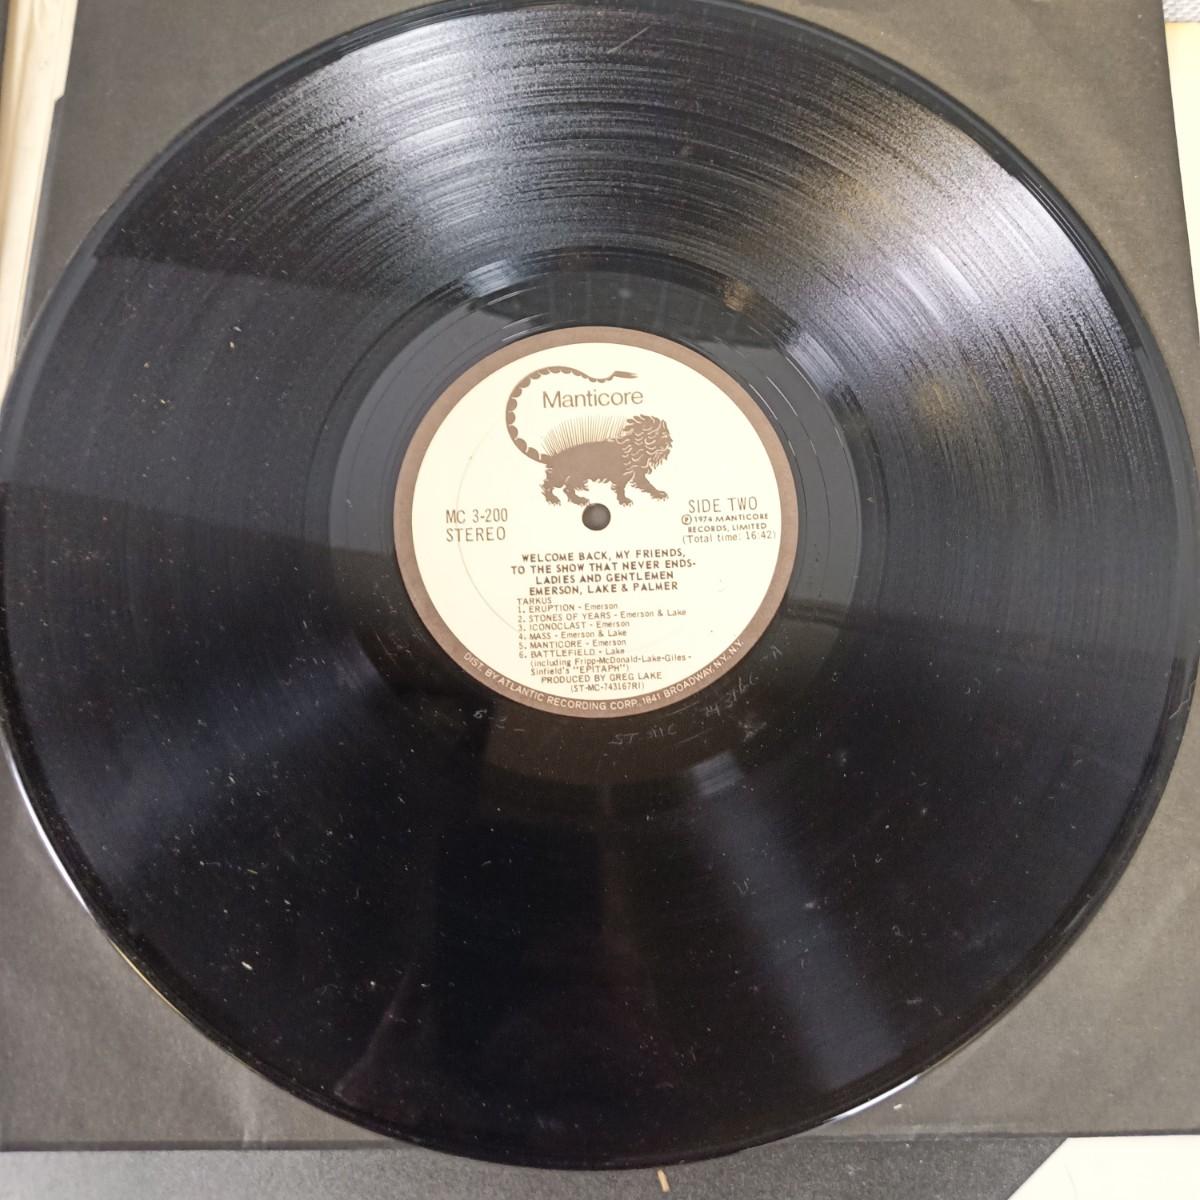 Manticore
MC 3-200
STEREO
SIDE TWO
Ⓟ1974 MANTICORE
RECORDS, LIMITED
(Total time: 16:42)
WELCOME BACK, MY FRIENDS,
TO THE SHOW THAT NEVER ENDS-
LADIES AND GENTLEMEN
EMERSON, LAKE & PALMER
TARKUS
1. ERUPTION - Emerson
2. STONES OF YEARS - Emerson & Lake
3. ICONOCLAST - Emerson
4. MASS - Emerson & Lake
5. MANTICORE - Emerson
6. BATTLEFIELD - Lake
(including Fripp-McDonald-Lake-Giles-
Sinfield's "EPITAPH")
PRODUCED BY GREG LAKE
(ST-MC-743167RI)
DIST. BY ATLANTIC RECORDING CORP. 1841 BROADWAY, N.Y. N.Y.